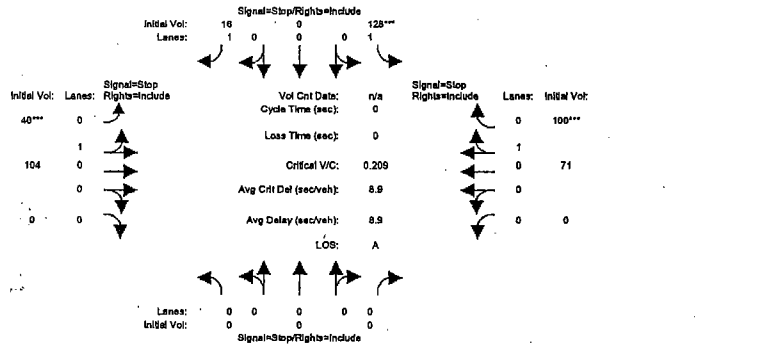 Signal=Stop/Rights=Include
Initial Vol: 16 0 128***
Lanes: 1 0 0 0 1
Signal=Stop
Initial Vol: Lanes: Rights=Include
Vol Cnt Date: n/a
Signal=Stop
Rights=Include Lanes: Initial Vol:
Cycle Time (sec): 0
40*** 0
0 100***
Loss Time (sec): 0
1
1
104 0
Critical V/C: 0.209
0 71
0
Avg Crit Del (sec/veh): 8.9
0
0 0
Avg Delay (sec/veh): 8.9
0 0
LOS: A
Lanes: 0 0 0 0 0
Initial Vol: 0 0 0
Signal=Stop/Rights=Include